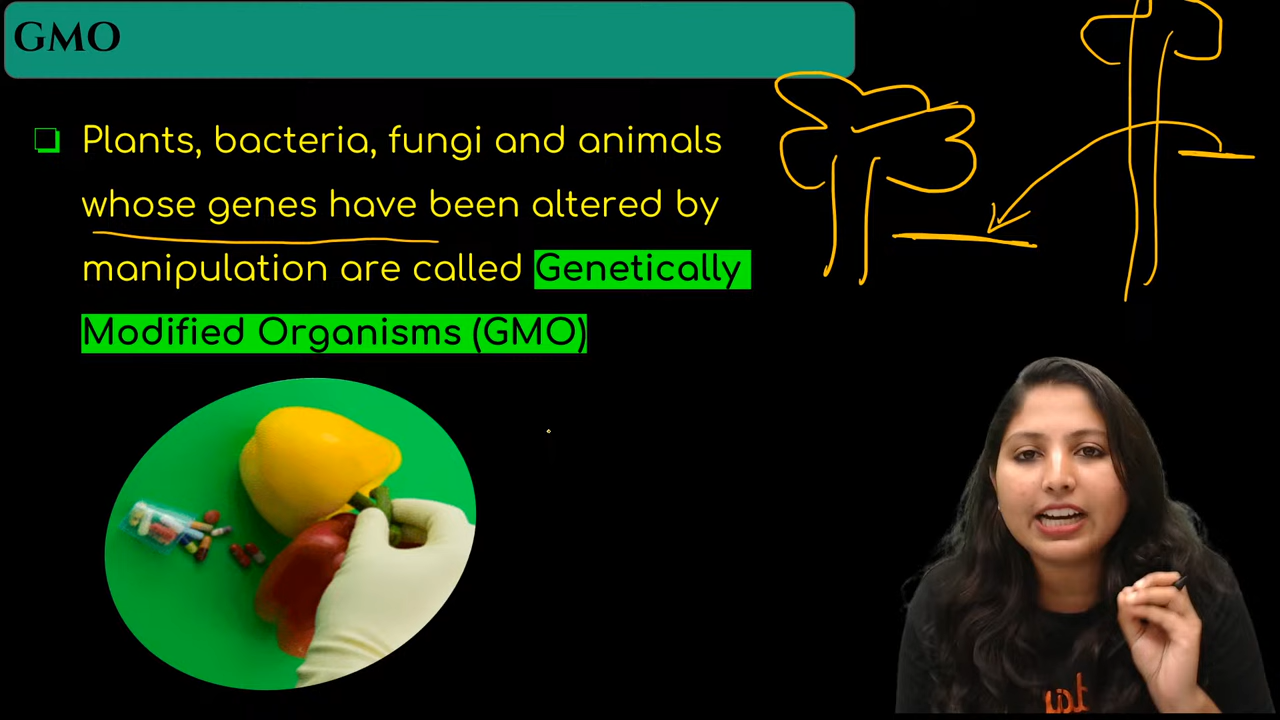 GMO
Plants, bacteria, fungi and animals
whose genes have been altered by
manipulation are called Genetically
Modified Organisms (GMO)